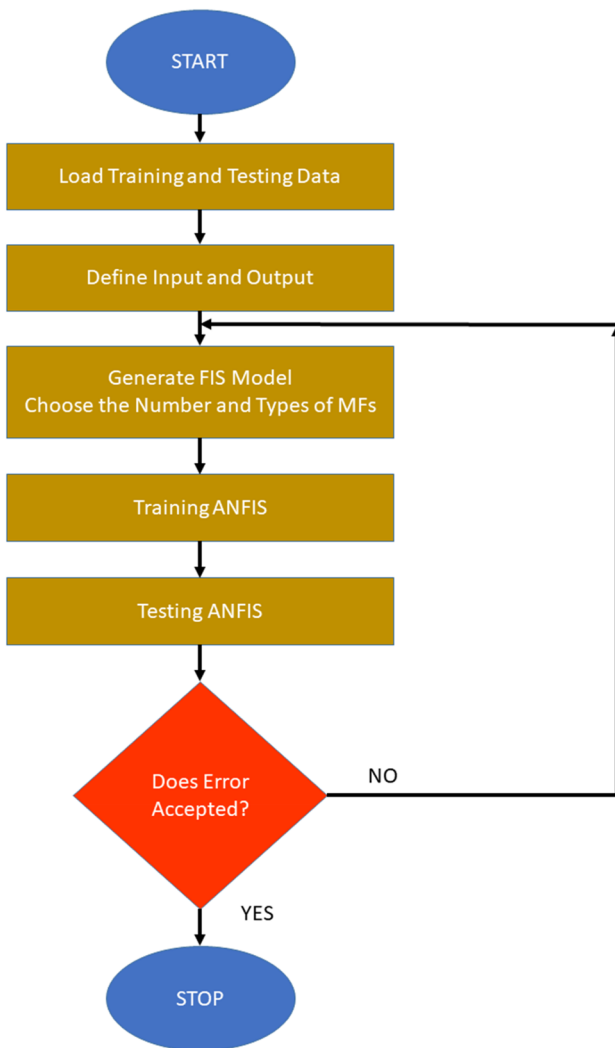 START
Load Training and Testing Data
Define Input and Output
Generate FIS Model
Choose the Number and Types of MFs
Training ANFIS
Testing ANFIS
Does Error
Accepted?
NO
YES
STOP